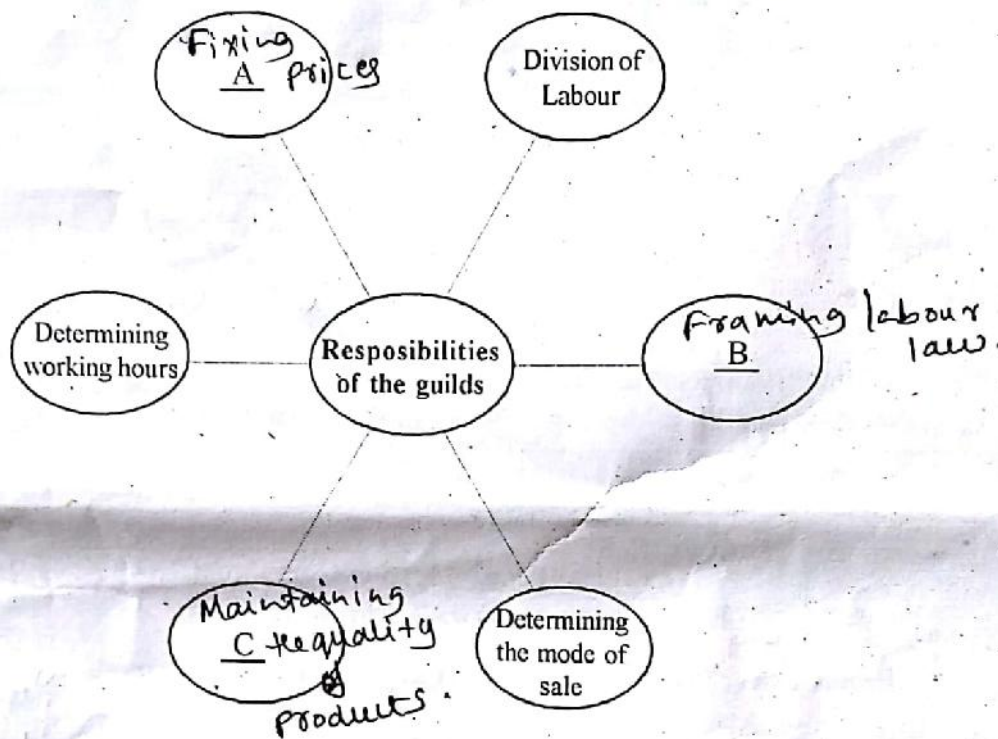 Fixing
A prices
Division of
Labour
Determining
working hours
Resposibilities
of the guilds
Framing labour
law.
B
Maintaining
C the quality
of
products.
Determining
the mode of
sale